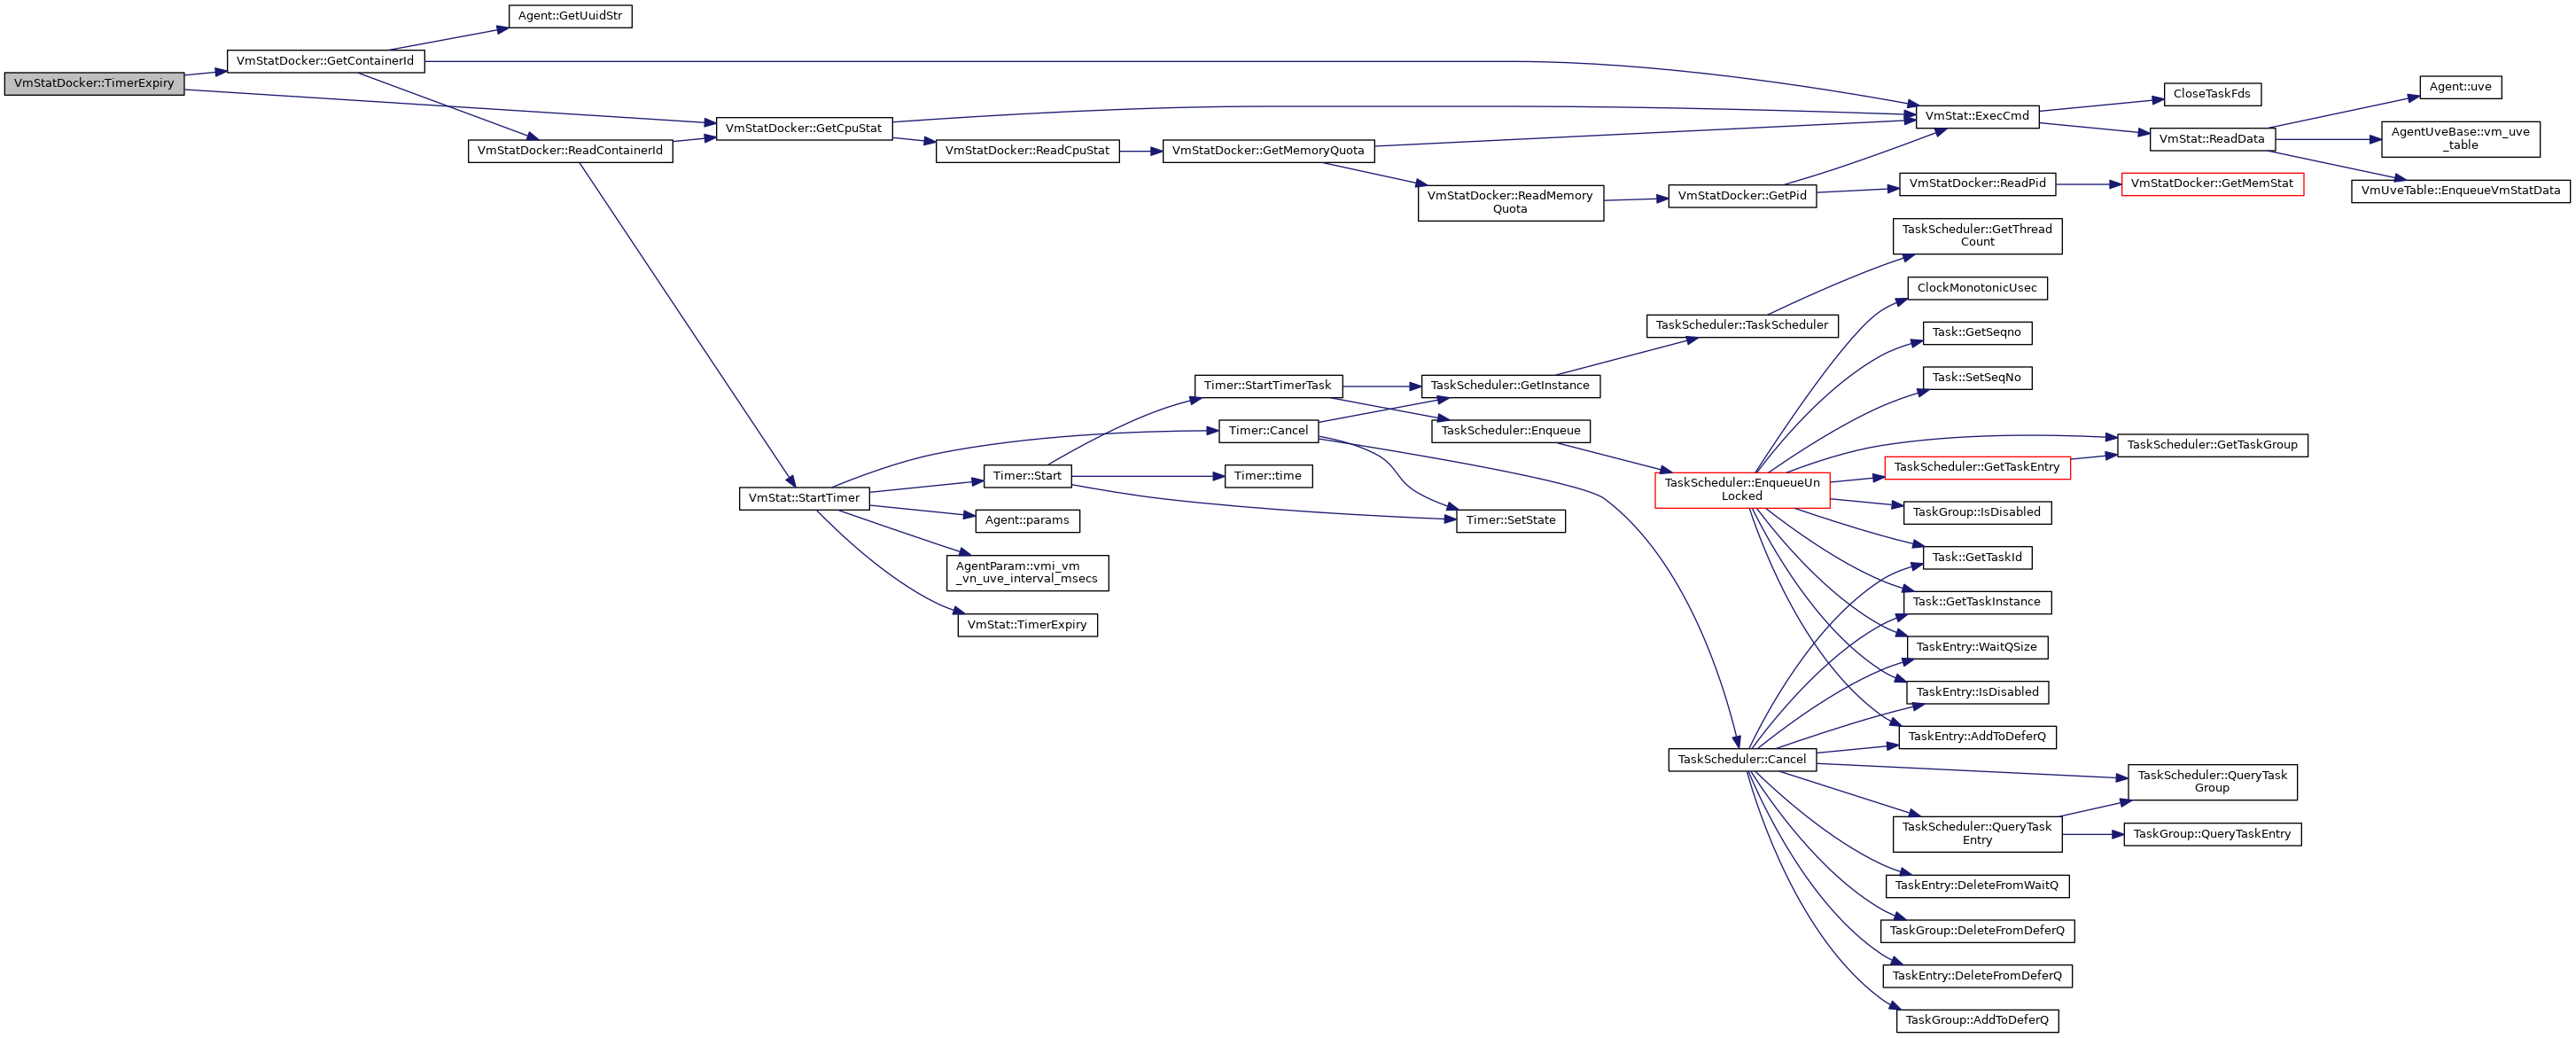 VmStatDocker::TimerExpiry
VmStatDocker::GetContainerId
Agent::GetUuidStr
VmStatDocker::ReadContainerId
VmStatDocker::GetCpuStat
VmStatDocker::ReadCpuStat
VmStatDocker::GetMemoryQuota
VmStatDocker::ReadMemory
Quota
VmStatDocker::GetPid
VmStat::ExecCmd
VmStatDocker::ReadPid
CloseTaskFds
VmStat::ReadData
VmStatDocker::GetMemStat
Agent::uve
AgentUveBase::vm_uve
_table
VmUveTable::EnqueueVmStatData
VmStat::StartTimer
Timer::Start
Agent::params
AgentParam::vmi_vm
_vn_uve_interval_msecs
VmStat::TimerExpiry
Timer::StartTimerTask
Timer::Cancel
Timer::time
Timer::SetState
TaskScheduler::GetInstance
TaskScheduler::Enqueue
TaskScheduler::TaskScheduler
TaskScheduler::GetThread
Count
TaskScheduler::EnqueueUn
Locked
ClockMonotonicUsec
Task::GetSeqno
Task::SetSeqNo
TaskScheduler::GetTaskGroup
TaskScheduler::GetTaskEntry
TaskGroup::IsDisabled
Task::GetTaskId
Task::GetTaskInstance
TaskEntry::WaitQSize
TaskEntry::IsDisabled
TaskEntry::AddToDeferQ
TaskScheduler::Cancel
TaskScheduler::QueryTask
Group
TaskScheduler::QueryTask
Entry
TaskGroup::QueryTaskEntry
TaskEntry::DeleteFromWaitQ
TaskGroup::DeleteFromDeferQ
TaskEntry::DeleteFromDeferQ
TaskGroup::AddToDeferQ